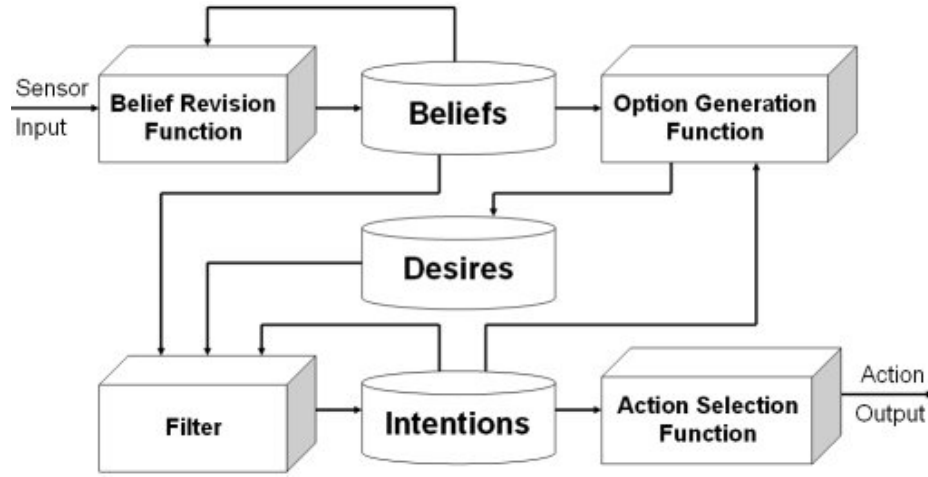 Sensor
Input
Belief Revision
Function
Beliefs
Option Generation
Function
Desires
Filter
Intentions
Action Selection
Function
Action
Output